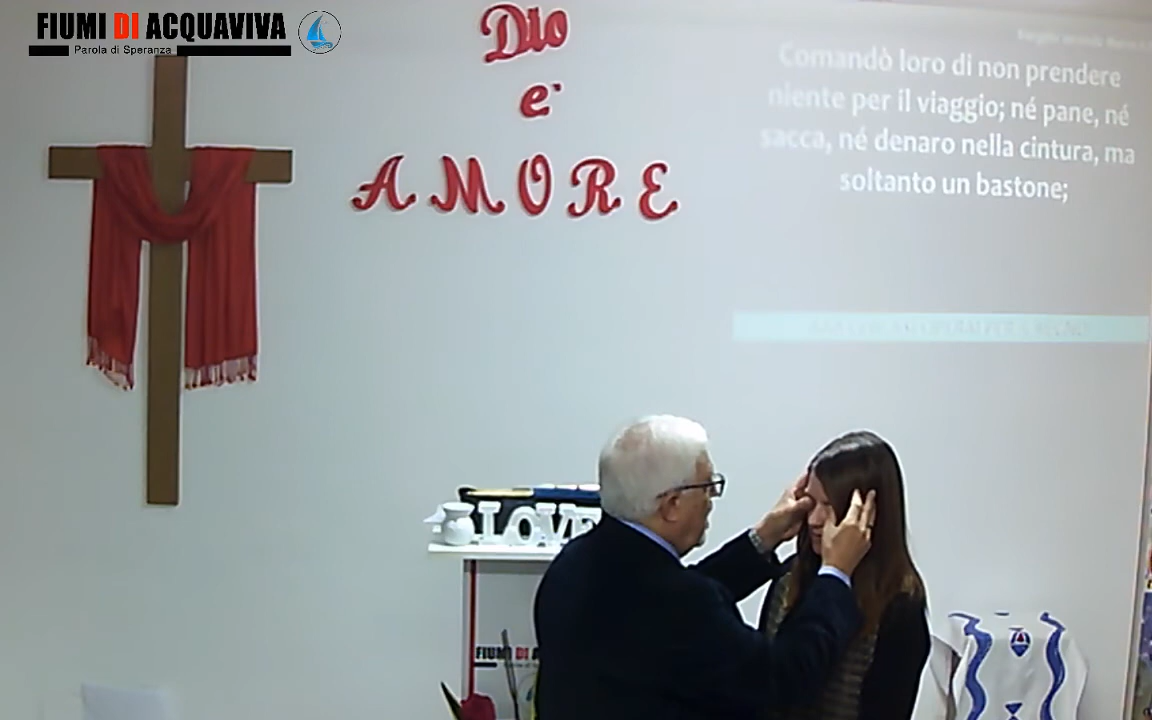 FIUMI DI ACQUAVIVA
Parola di Speranza
Dio
e'
AMORE
Comandò loro di non prendere
niente per il viaggio; né pane, né
sacca, né denaro nella cintura, ma
soltanto un bastone;
LOVE
FIUMI DI A